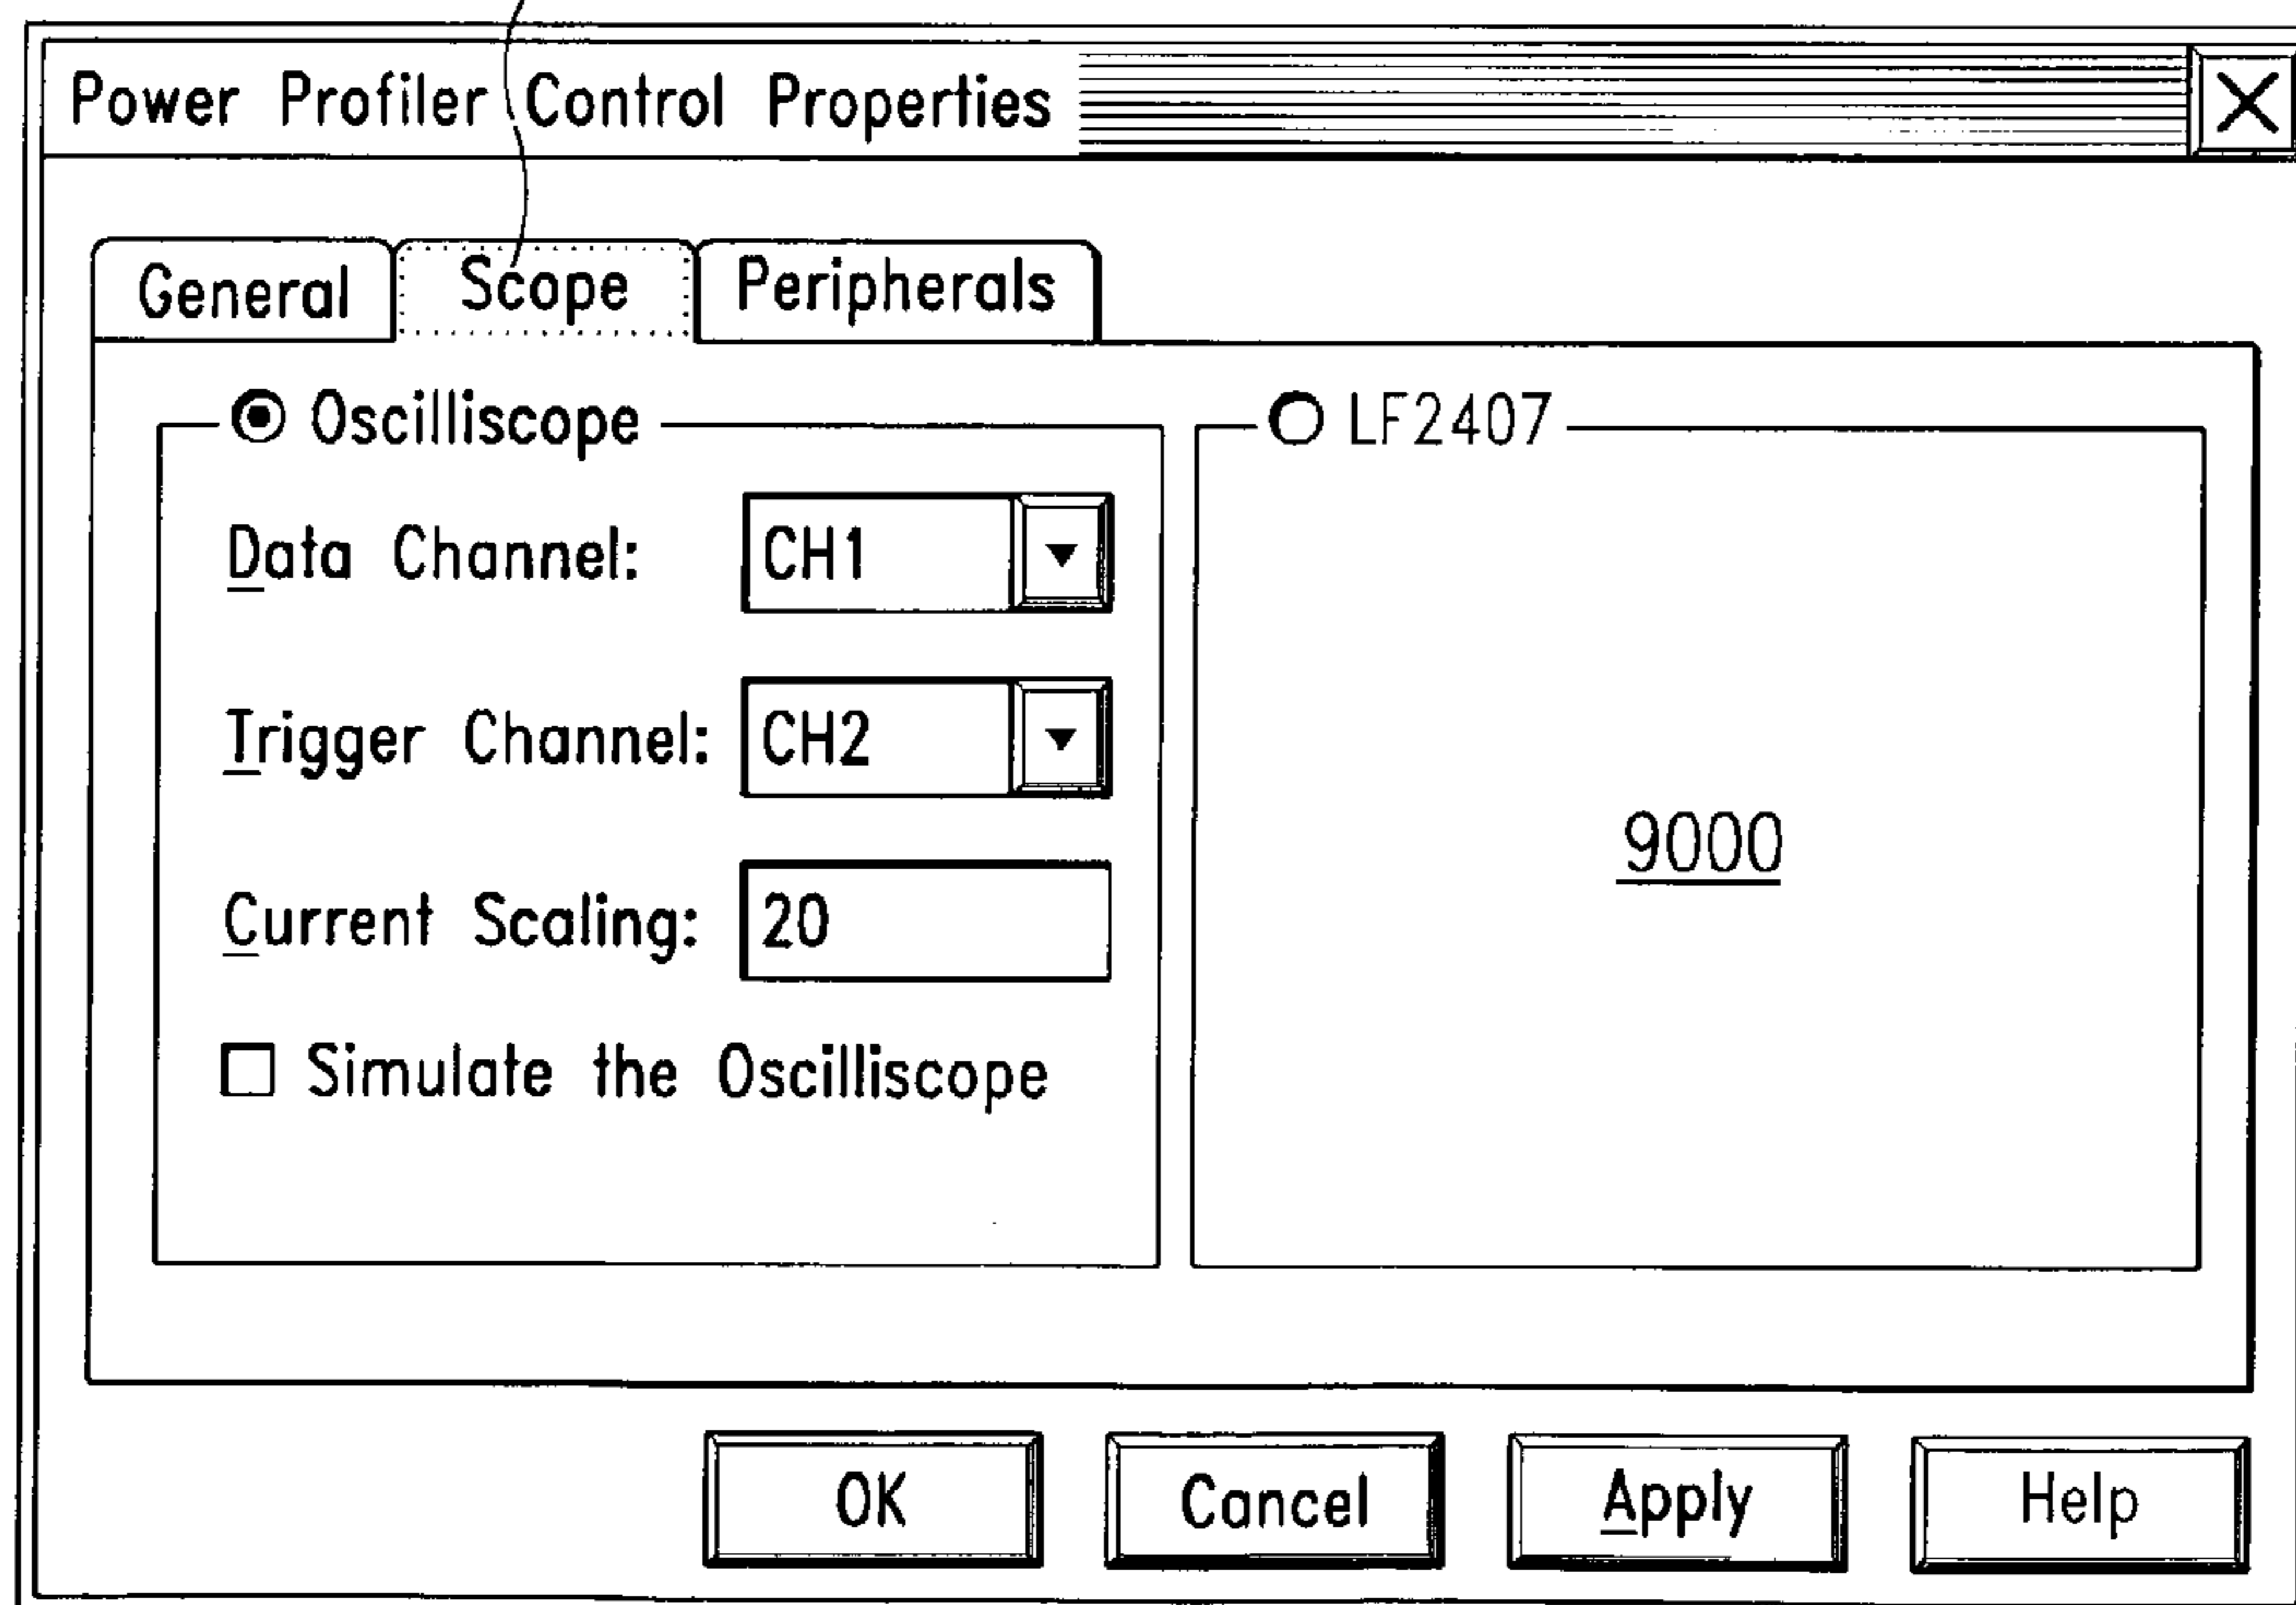 Power Profiler Control Properties
General Scope Peripherals
Oscilliscope LF2407
Data Channel: CH1
Trigger Channel: CH2
9000
Current Scaling: 20
Simulate the Oscilliscope
OK Cancel Apply Help